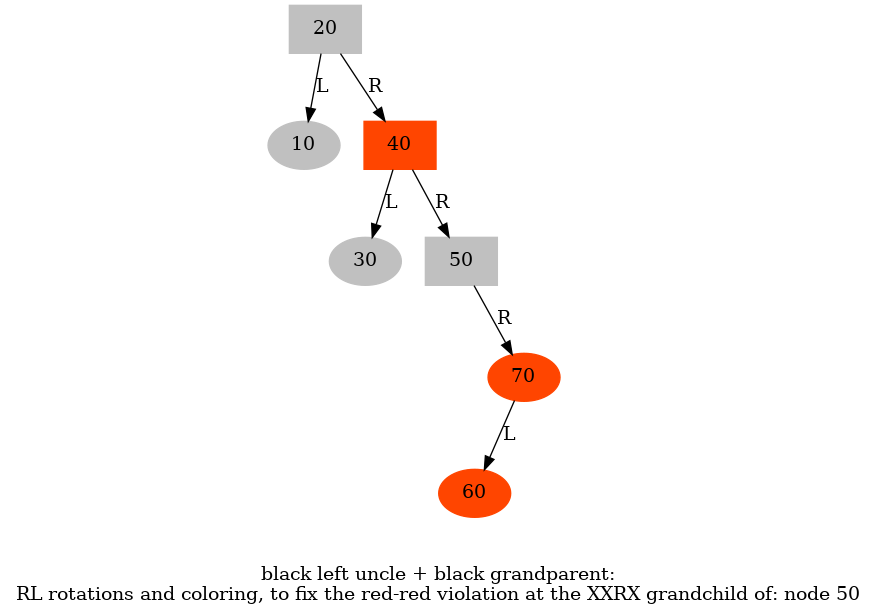 20
L
R
10
40
L
R
30
50
R
70
L
60
black left uncle + black grandparent:
RL rotations and coloring, to fix the red-red violation at the XXRX grandchild of: node 50